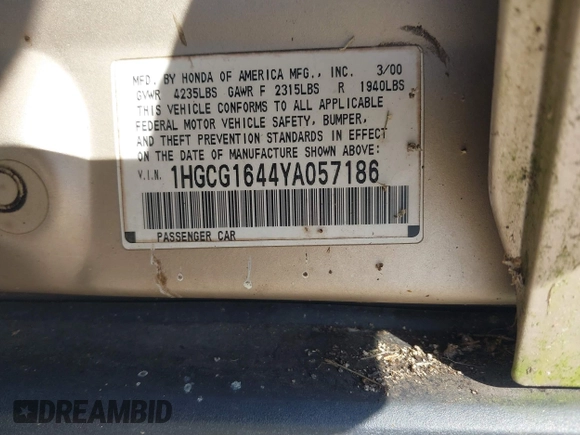 MFD. BY HONDA OF AMERICA MFG., INC. 3/00
GVWR 4235LBS GAWR F 2315LBS R 1940LBS
THIS VEHICLE CONFORMS TO ALL APPLICABLE
FEDERAL MOTOR VEHICLE SAFETY, BUMPER,
AND THEFT PREVENTION STANDARDS IN EFFECT
ON THE DATE OF MANUFACTURE SHOWN ABOVE:
V.I.N. 1HGCG1644YA057186
PASSENGER CAR
DREAMBID